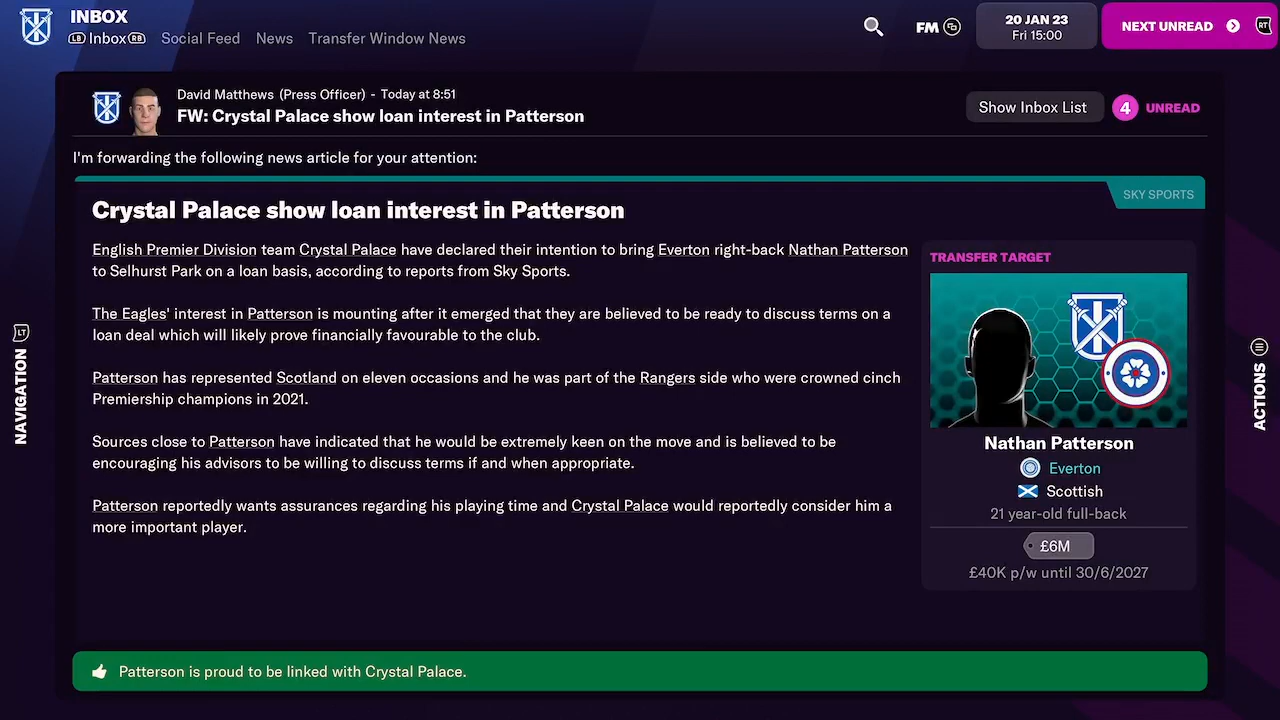 INBOX
LB Inbox RB Social Feed News Transfer Window News
FM
20 JAN 23
Fri 15:00
NEXT UNREAD RT
David Matthews (Press Officer) - Today at 8:51
FW: Crystal Palace show loan interest in Patterson
Show Inbox List
4 UNREAD
I'm forwarding the following news article for your attention:
SKY SPORTS
Crystal Palace show loan interest in Patterson
English Premier Division team Crystal Palace have declared their intention to bring Everton right-back Nathan Patterson
to Selhurst Park on a loan basis, according to reports from Sky Sports.
The Eagles' interest in Patterson is mounting after it emerged that they are believed to be ready to discuss terms on a
loan deal which will likely prove financially favourable to the club.
Patterson has represented Scotland on eleven occasions and he was part of the Rangers side who were crowned cinch
Premiership champions in 2021.
Sources close to Patterson have indicated that he would be extremely keen on the move and is believed to be
encouraging his advisors to be willing to discuss terms if and when appropriate.
Patterson reportedly wants assurances regarding his playing time and Crystal Palace would reportedly consider him a
more important player.
TRANSFER TARGET
Nathan Patterson
Everton
Scottish
21 year-old full-back
£6M
£40K p/w until 30/6/2027
Patterson is proud to be linked with Crystal Palace.
NAVIGATION LT
ACTIONS